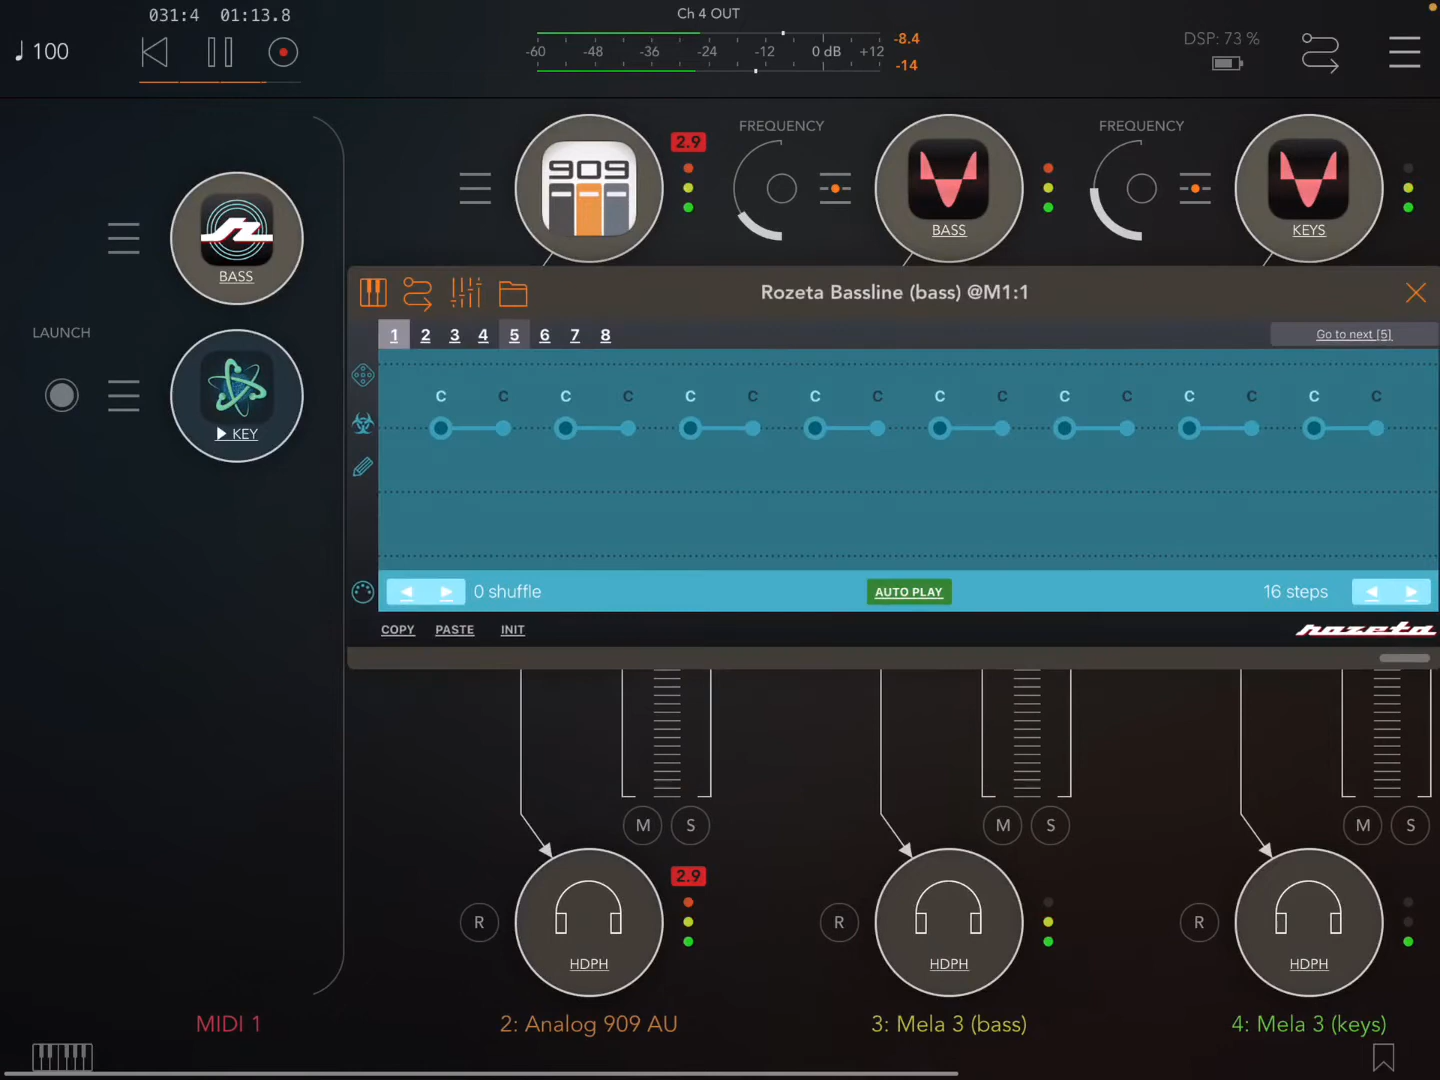 031:4 01:13.8
Ch 4 OUT
♩ 100
-60 -48 -36 -24 -12 0 dB +12
-8.4
-14
DSP: 73 %
909
2.9
FREQUENCY
BASS
FREQUENCY
KEYS
BASS
LAUNCH
KEY
Rozeta Bassline (bass) @M1:1
1 2 3 4 5 6 7 8
Go to next [5]
C C C C C C C C C C C C C C C C
0 shuffle
AUTO PLAY
16 steps
COPY PASTE INIT
rozeta
M S
M S
M S
2.9
R
HDPH
R
HDPH
R
HDPH
MIDI 1
2: Analog 909 AU
3: Mela 3 (bass)
4: Mela 3 (keys)